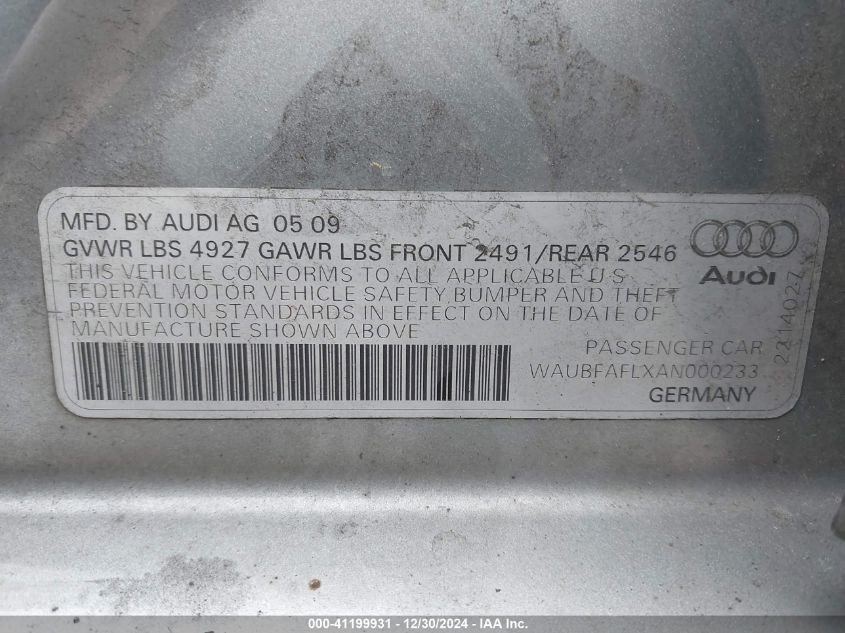 MFD. BY AUDI AG 05 09
GVWR LBS 4927 GAWR LBS FRONT 2491/REAR 2546
THIS VEHICLE CONFORMS TO ALL APPLICABLE U S
FEDERAL MOTOR VEHICLE SAFETY, BUMPER AND THEFT
PREVENTION STANDARDS IN EFFECT ON THE DATE OF
MANUFACTURE SHOWN ABOVE
Audi
PASSENGER CAR
WAUBFAFLXAN000233
GERMANY
2214027
000-41199931 - 12/30/2024 - IAA Inc.